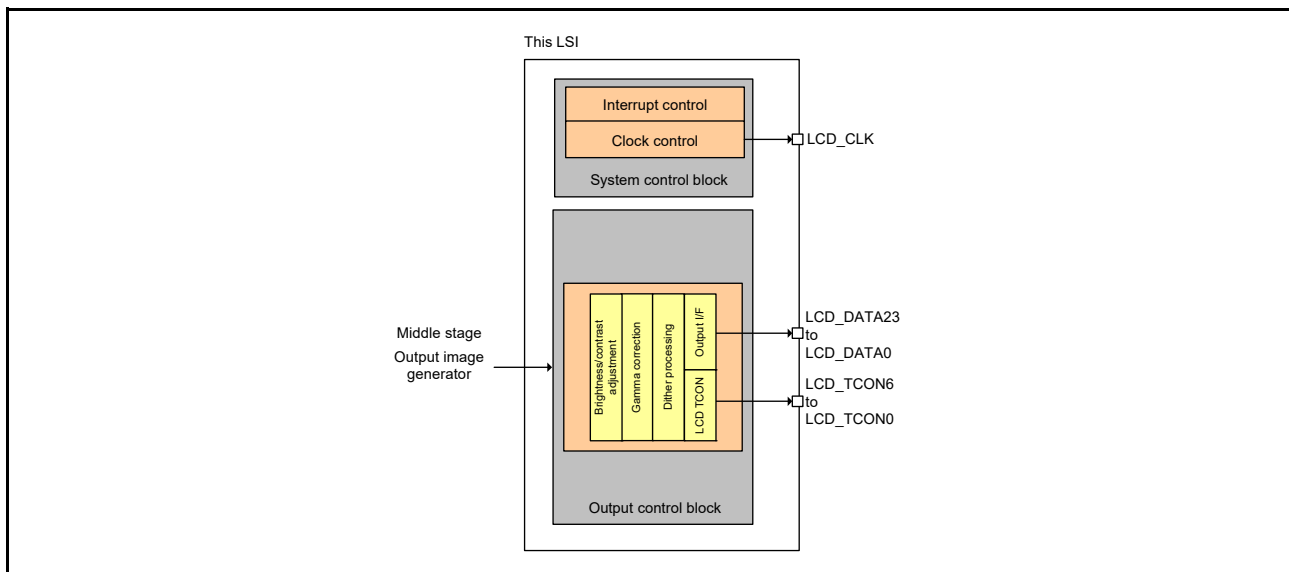 This LSI
Interrupt control
Clock control
LCD_CLK
System control block
Middle stage
Output image
generator
Brightness/contrast
adjustment
Gamma correction
Dither processing
Output I/F
LCD TCON
LCD_DATA23
to
LCD_DATA0
LCD_TCON6
to
LCD_TCON0
Output control block